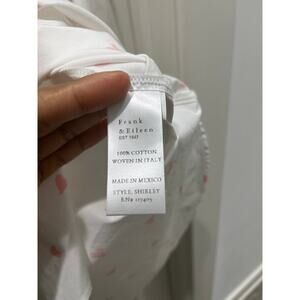 Frank
& Eileen
EST 1947
100% COTTON
WOVEN IN ITALY
MADE IN MEXICO
STYLE: SHIRLEY